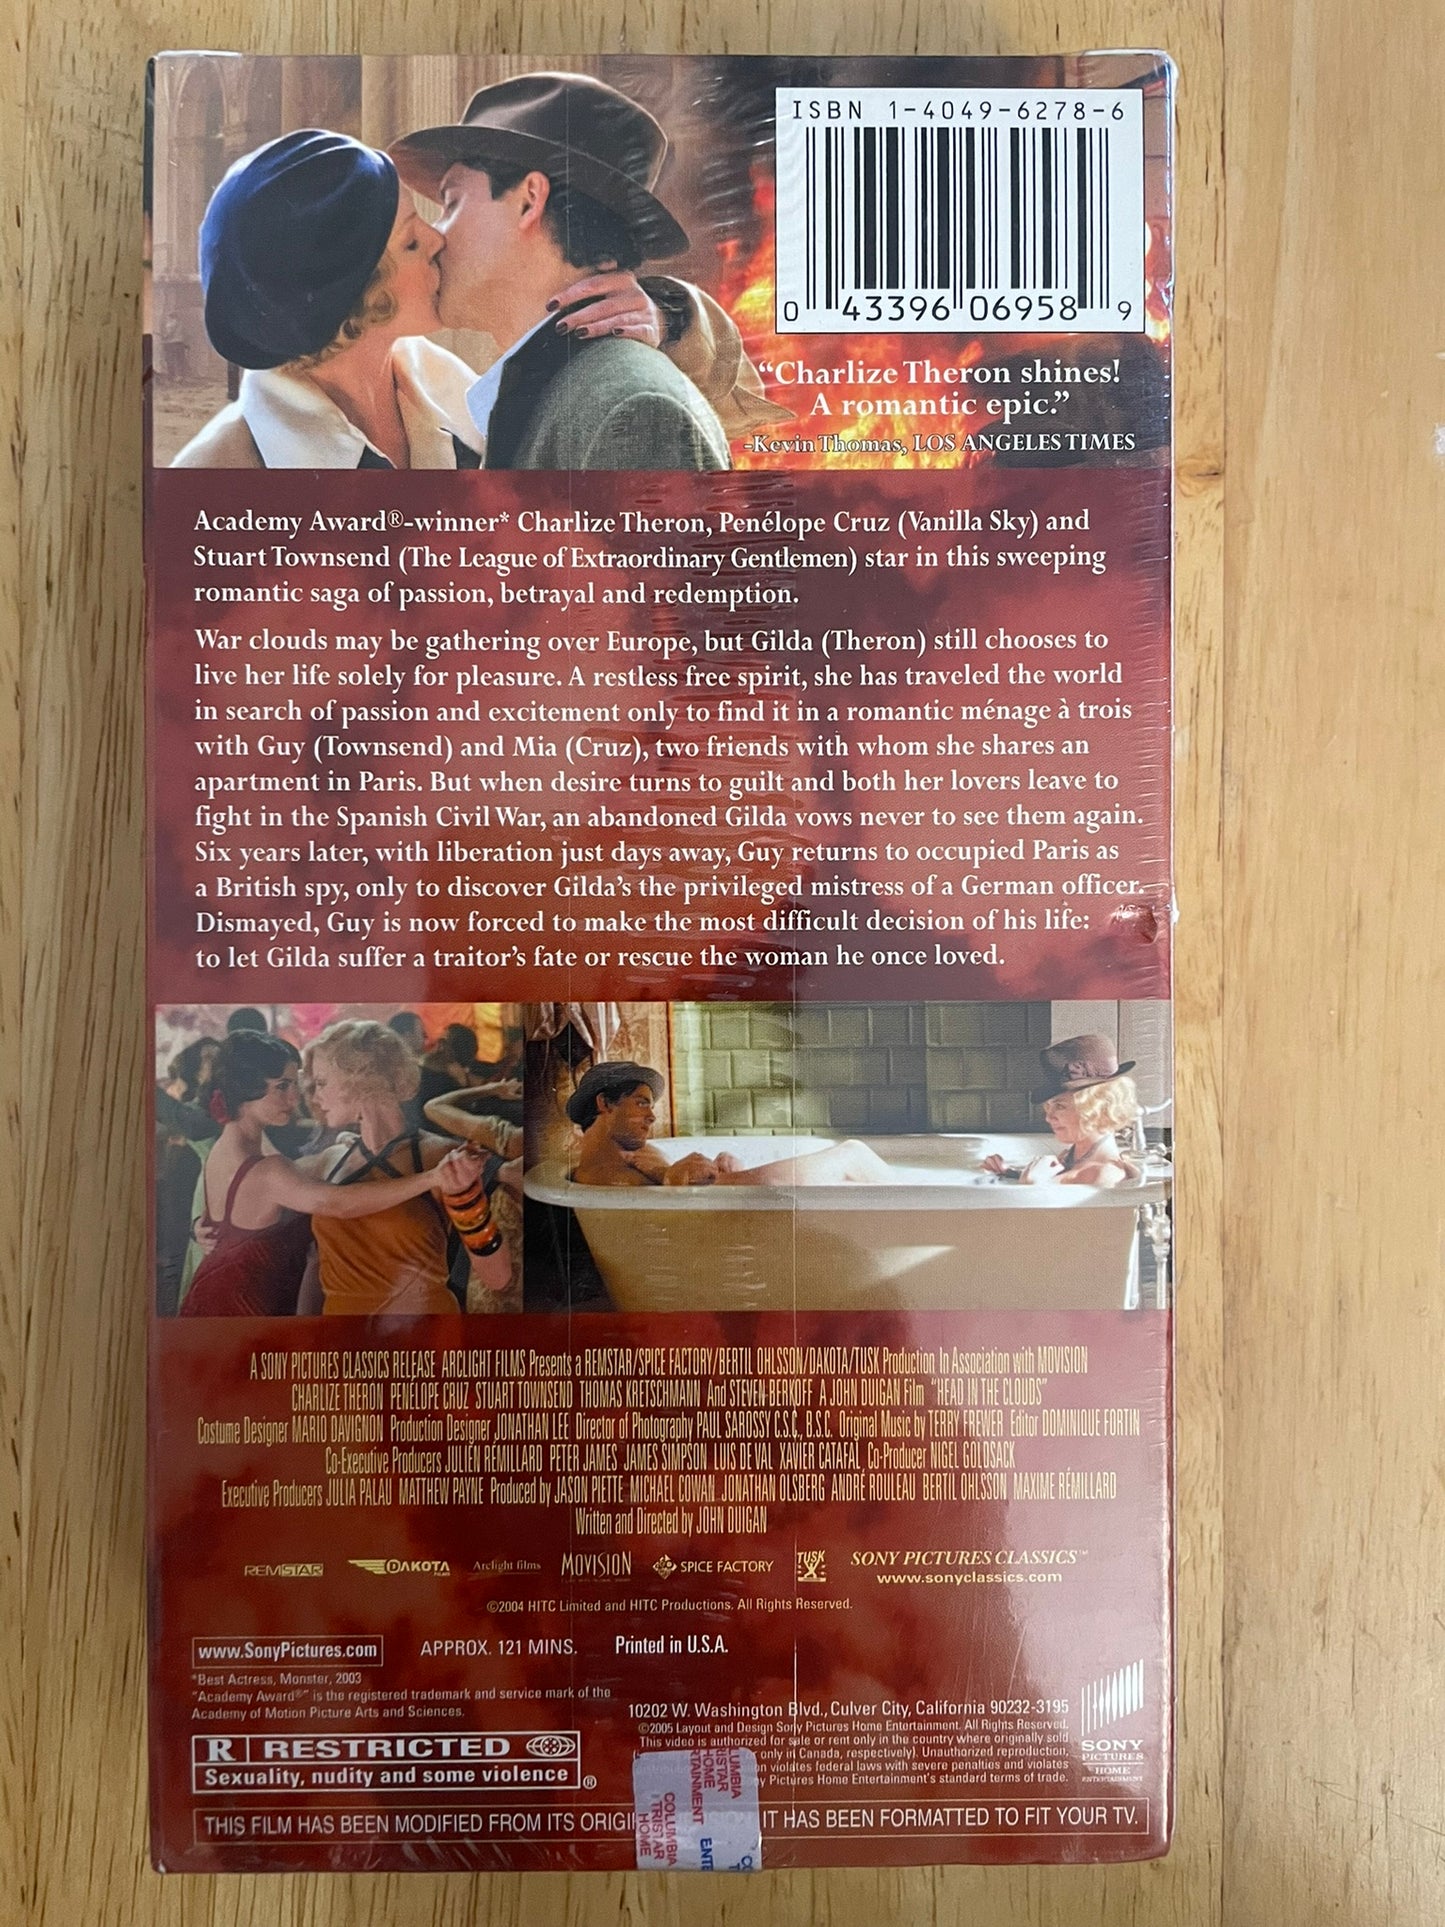 ISBN 1-4049-6278-6
0 43396 06958 9
“Charlize Theron shines!
A romantic epic.”
-Kevin Thomas, LOS ANGELES TIMES
Academy Award®-winner* Charlize Theron, Penélope Cruz (Vanilla Sky) and
Stuart Townsend (The League of Extraordinary Gentlemen) star in this sweeping
romantic saga of passion, betrayal and redemption.
War clouds may be gathering over Europe, but Gilda (Theron) still chooses to
live her life solely for pleasure. A restless free spirit, she has traveled the world
in search of passion and excitement only to find it in a romantic ménage à trois
with Guy (Townsend) and Mia (Cruz), two friends with whom she shares an
apartment in Paris. But when desire turns to guilt and both her lovers leave to
fight in the Spanish Civil War, an abandoned Gilda vows never to see them again.
Six years later, with liberation just days away, Guy returns to occupied Paris as
a British spy, only to discover Gilda’s the privileged mistress of a German officer.
Dismayed, Guy is now forced to make the most difficult decision of his life:
to let Gilda suffer a traitor’s fate or rescue the woman he once loved.
A SONY PICTURES CLASSICS RELEASE ARCLIGHT FILMS Presents a REMSTAR/SPICE FACTORY/BERTIL OHLSSON/DAKOTA/TUSK Production In Association with MOVISION
CHARLIZE THERON PENÉLOPE CRUZ STUART TOWNSEND THOMAS KRETSCHMANN And STEVEN BERKOFF A JOHN DUIGAN Film “HEAD IN THE CLOUDS”
Costume Designer MARIO DAVIGNON Production Designer JONATHAN LEE Director of Photography PAUL SAROSSY C.S.C., B.S.C. Original Music by TERRY FREWER Editor DOMINIQUE FORTIN
Co-Executive Producers JULIEN RÉMILLARD PETER JAMES JAMES SIMPSON LUIS DE VAL XAVIER CATAFAL Co-Producer NIGEL GOLDSACK
Executive Producers JULIA PALAU MATTHEW PAYNE Produced by JASON PIETTE MICHAEL COWAN JONATHAN OLSBERG ANDRÉ ROULEAU BERTIL OHLSSON MAXIME RÉMILLARD
Written and Directed by JOHN DUIGAN
REMSTAR DAKOTA FILMS Arclight films MOVISION SPICE FACTORY TUSK SONY PICTURES CLASSICS™
www.sonyclassics.com
©2004 HITC Limited and HITC Productions. All Rights Reserved.
www.SonyPictures.com APPROX. 121 MINS. Printed in U.S.A.
*Best Actress, Monster, 2003
“Academy Award®” is the registered trademark and service mark of the
Academy of Motion Picture Arts and Sciences.
10202 W. Washington Blvd., Culver City, California 90232-3195
©2005 Layout and Design Sony Pictures Home Entertainment. All Rights Reserved.
This video is authorized for sale or rent only in the country where originally sold
only in Canada, respectively). Unauthorized reproduction,
violates federal laws with severe penalties and violates
Pictures Home Entertainment’s standard terms of trade.
SONY
PICTURES
HOME
ENTERTAINMENT
R RESTRICTED
Sexuality, nudity and some violence ®
THIS FILM HAS BEEN MODIFIED FROM ITS IT HAS BEEN FORMATTED TO FIT YOUR TV.
COLUMBIA
TRISTAR
HOME